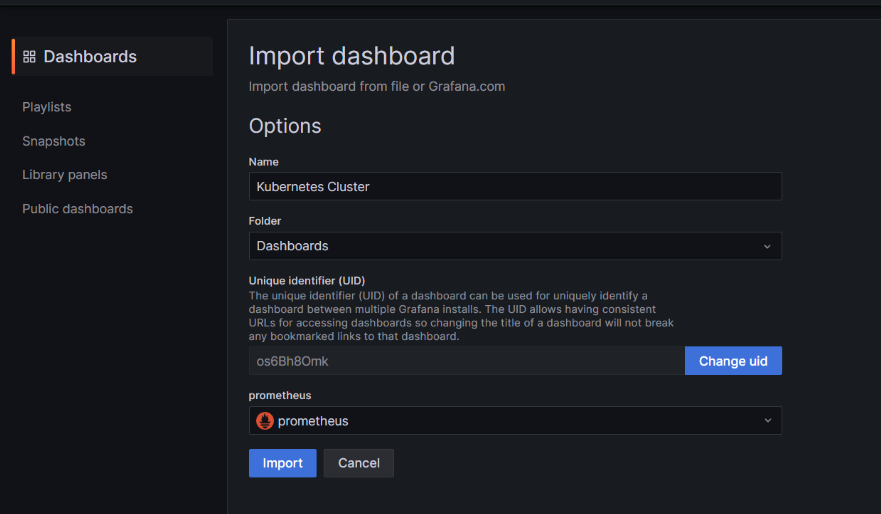 Dashboards
Playlists
Snapshots
Library panels
Public dashboards
Import dashboard
Import dashboard from file or Grafana.com
Options
Name
Kubernetes Cluster
Folder
Dashboards
Unique identifier (UID)
The unique identifier (UID) of a dashboard can be used for uniquely identify a
dashboard between multiple Grafana installs. The UID allows having consistent
URLs for accessing dashboards so changing the title of a dashboard will not break
any bookmarked links to that dashboard.
os6Bh8Omk
Change uid
prometheus
prometheus
Import
Cancel